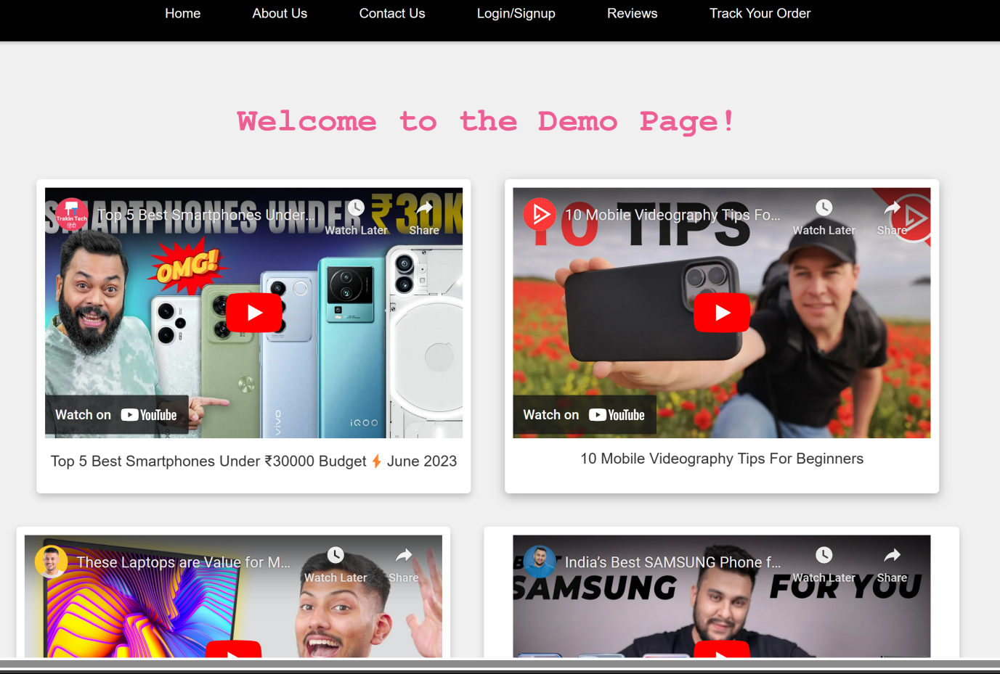 Home About Us Contact Us Login/Signup Reviews Track Your Order
Welcome to the Demo Page!
SMARTPHONES UNDER ₹30K
Trakin Tech
हिंदी
Top 5 Best Smartphones Under...
Watch Later Share
OMG!
vivo
iQOO
Watch on YouTube
Top 5 Best Smartphones Under ₹30000 Budget ⚡ June 2023
10 TIPS
10 Mobile Videography Tips Fo...
Watch Later Share
Watch on YouTube
10 Mobile Videography Tips For Beginners
These Laptops are Value for M...
Watch Later Share
India's Best SAMSUNG Phone f...
Watch Later Share
SAMSUNG FOR YOU